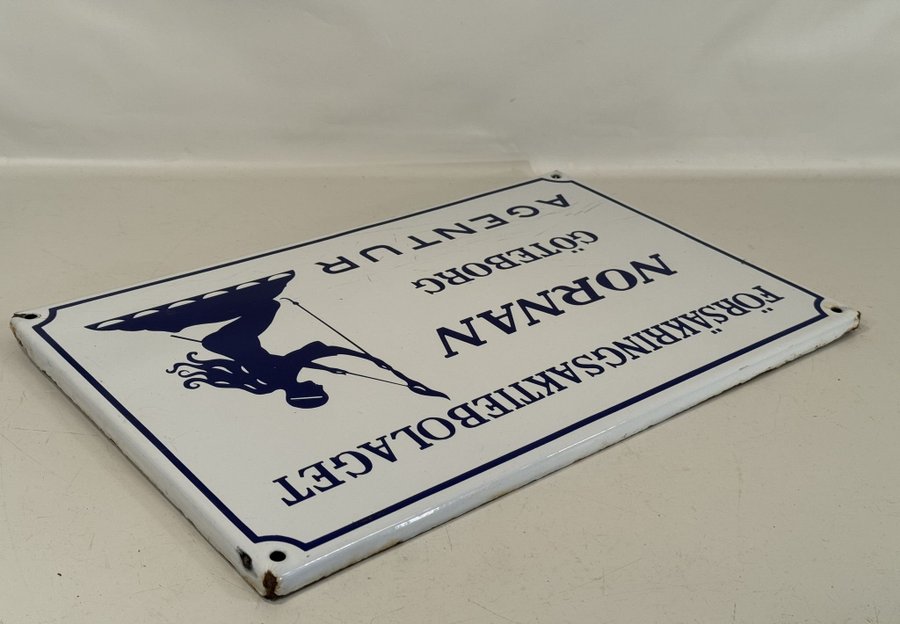 FÖRSÄKRINGSAKTIEBOLAGET
NORNAN
GÖTEBORG
AGENTUR